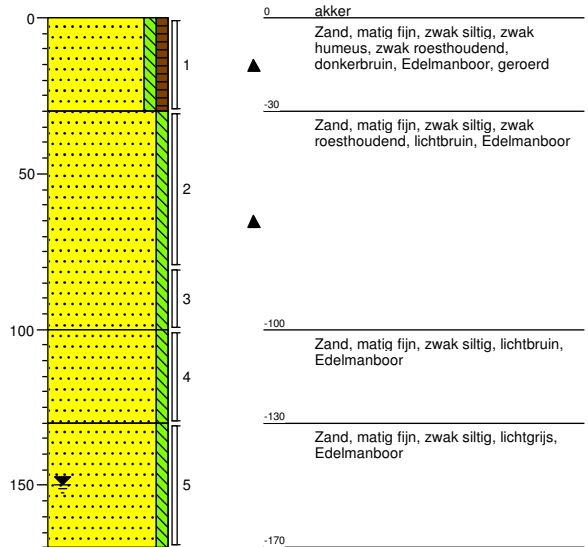 0
akker
Zand, matig fijn, zwak siltig, zwak
humeus, zwak roesthoudend,
donkerbruin, Edelmanboor, geroerd
-30
Zand, matig fijn, zwak siltig, zwak
roesthoudend, lichtbruin, Edelmanboor
-100
Zand, matig fijn, zwak siltig, lichtbruin,
Edelmanboor
-130
Zand, matig fijn, zwak siltig, lichtgrijs,
Edelmanboor
-170
0
50
100
150
1
2
3
4
5